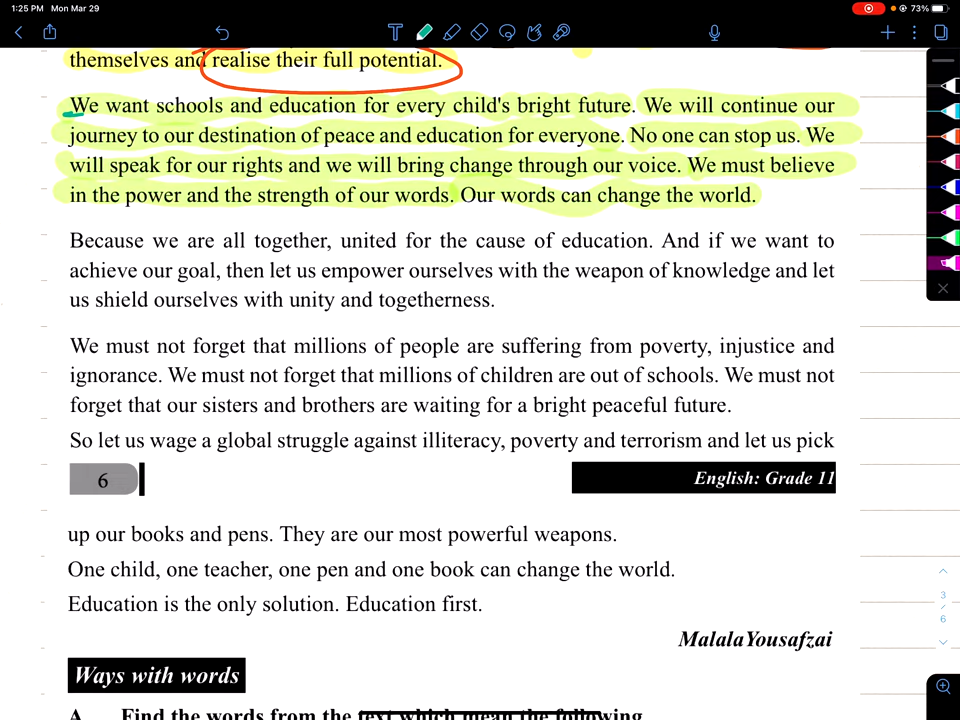 1:25 PM Mon Mar 29
73%
themselves and realise their full potential.
We want schools and education for every child's bright future. We will continue our
journey to our destination of peace and education for everyone. No one can stop us. We
will speak for our rights and we will bring change through our voice. We must believe
in the power and the strength of our words. Our words can change the world.
Because we are all together, united for the cause of education. And if we want to
achieve our goal, then let us empower ourselves with the weapon of knowledge and let
us shield ourselves with unity and togetherness.
We must not forget that millions of people are suffering from poverty, injustice and
ignorance. We must not forget that millions of children are out of schools. We must not
forget that our sisters and brothers are waiting for a bright peaceful future.
So let us wage a global struggle against illiteracy, poverty and terrorism and let us pick
6
English: Grade 11
up our books and pens. They are our most powerful weapons.
One child, one teacher, one pen and one book can change the world.
Education is the only solution. Education first.
3
/
6
MalalaYousafzai
Ways with words
A Find the words from the text which mean the following